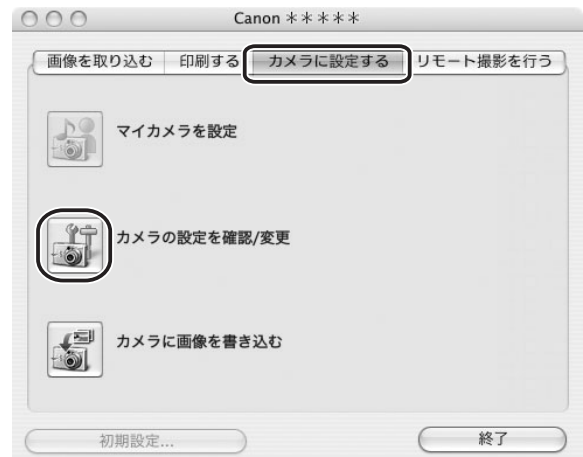 Canon ＊＊＊＊＊
画像を取り込む 印刷する カメラに設定する リモート撮影を行う
マイカメラを設定
カメラの設定を確認/変更
カメラに画像を書き込む
初期設定... 終了